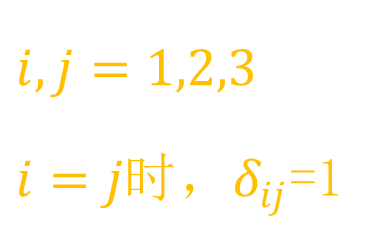 i, j = 1,2,3
i = j时，δij=1